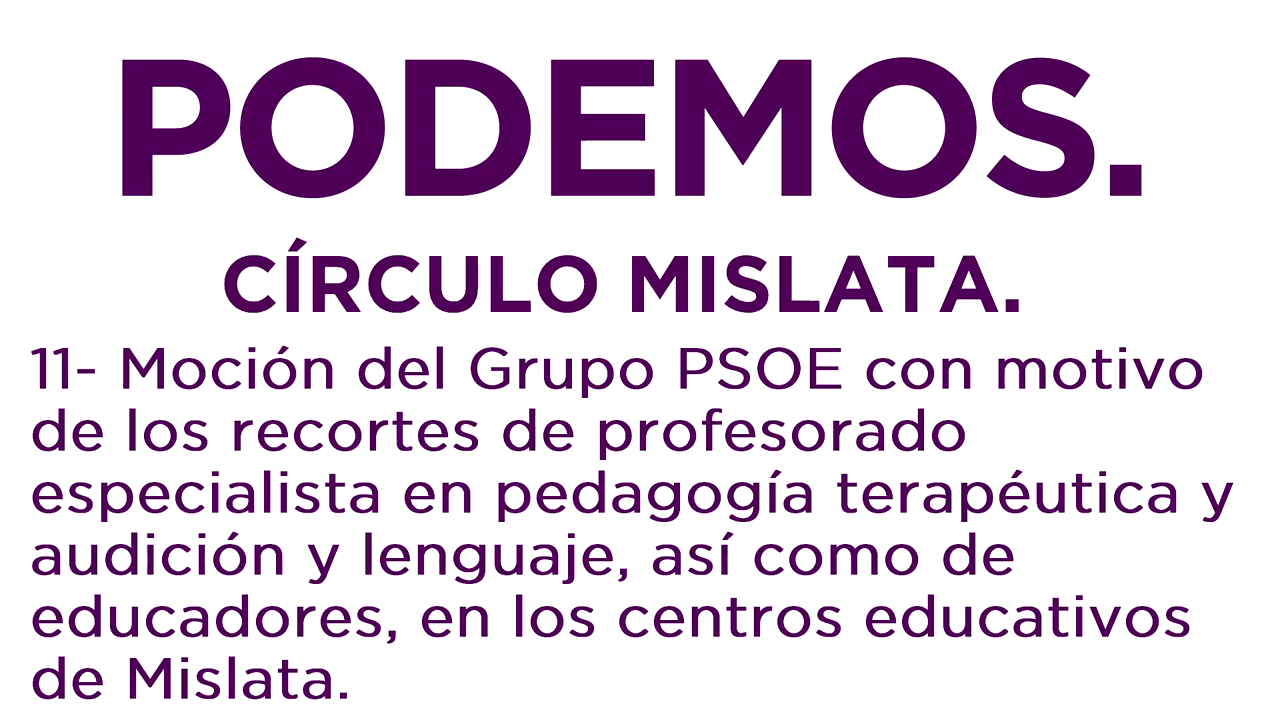 PODEMOS.
CÍRCULO MISLATA.
11- Moción del Grupo PSOE con motivo
de los recortes de profesorado
especialista en pedagogía terapéutica y
audición y lenguaje, así como de
educadores, en los centros educativos
de Mislata.